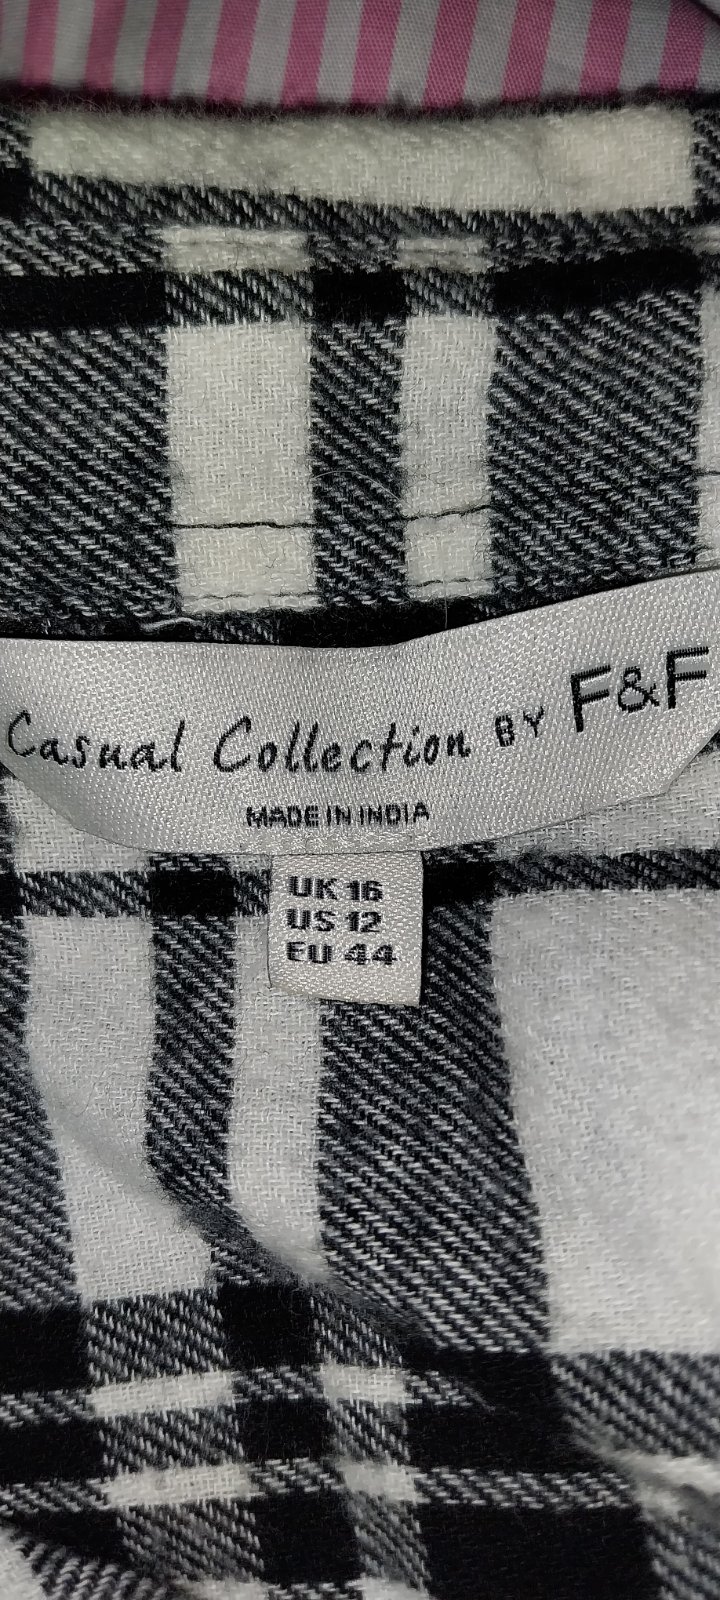 Casual Collection BY F&F
MADE IN INDIA
UK 16
US 12
EU 44